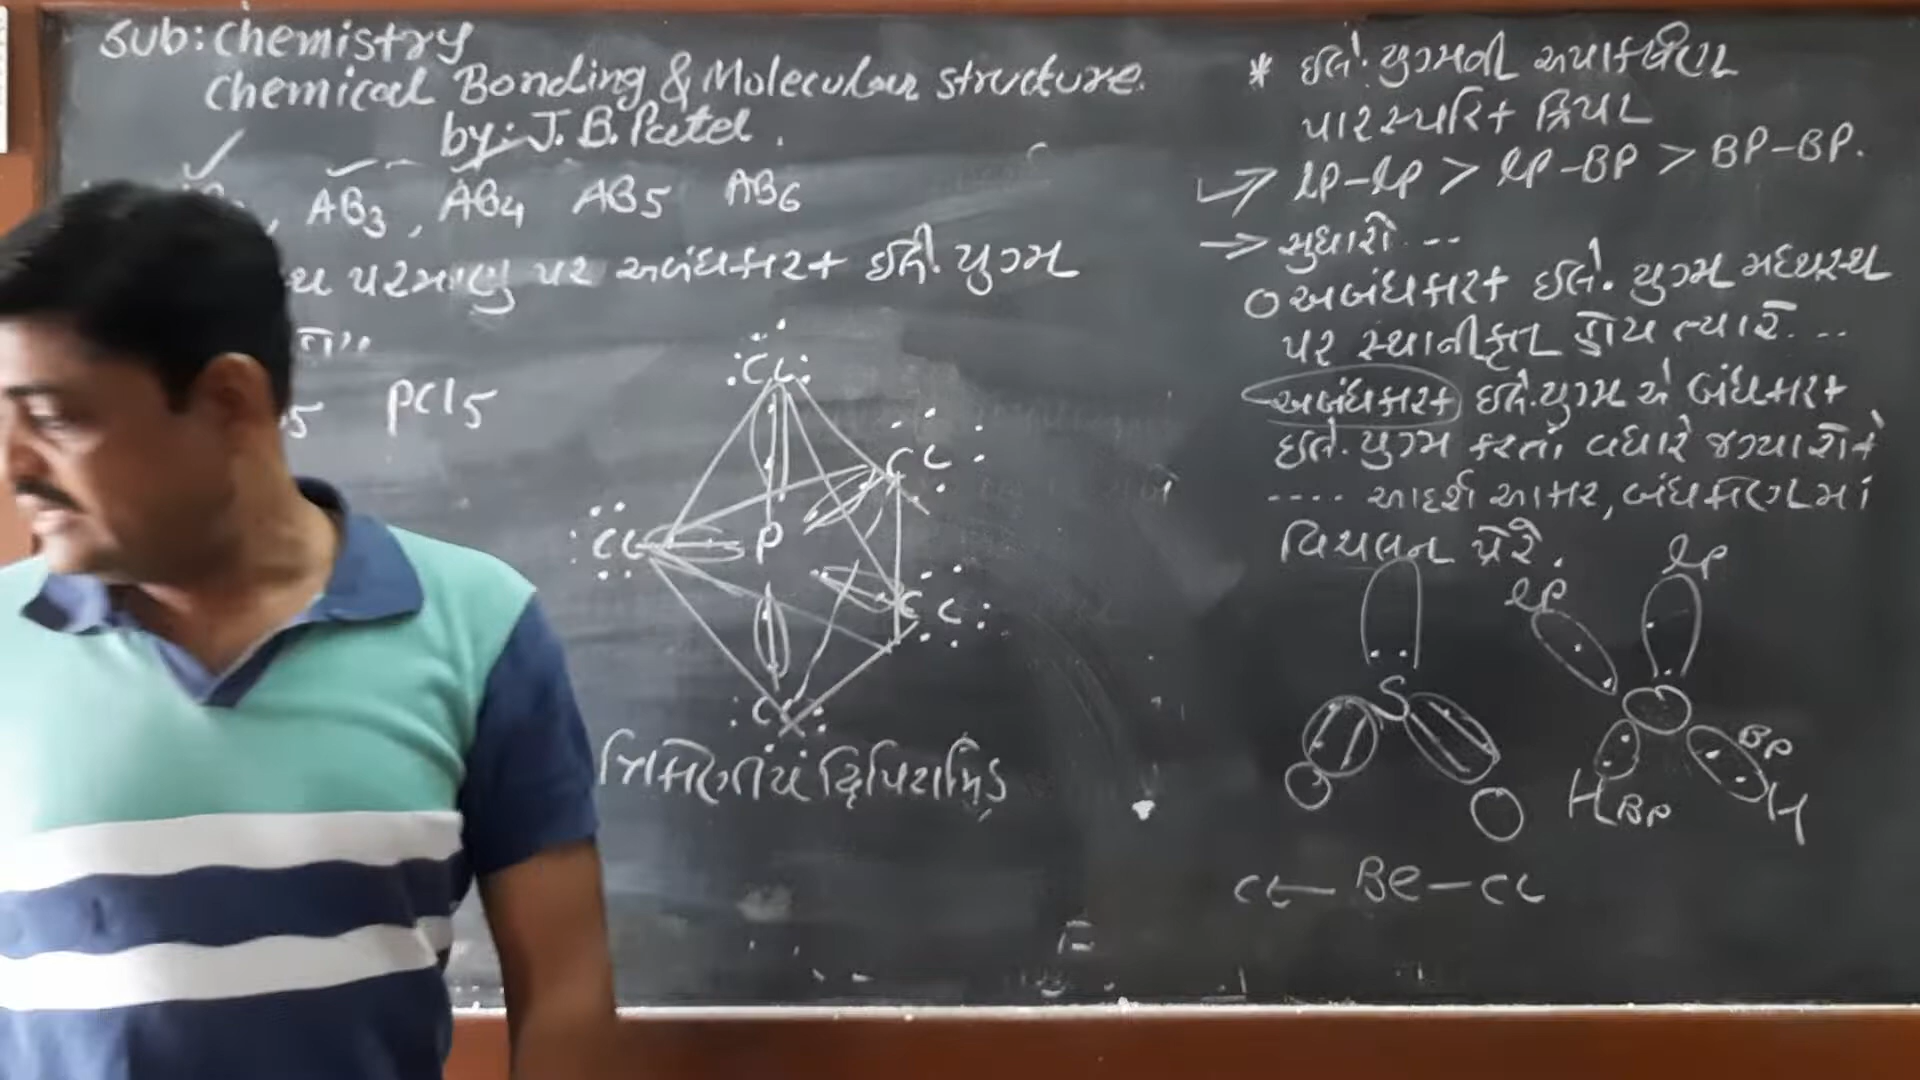 Sub: Chemistry
Chemical Bonding & Molecular structure.
by:- J. B. Patel.
, AB3, AB4 AB5 AB6
પરમાણુ પર અબંધકારક ઈલે. યુગ્મ
5 PCl5
:Cl:
Cl:
Cl P
Cl:
:Cl:
ત્રિકોણીય દ્વિપિરામિડ
* ઈલે. યુગ્મની અપાકર્ષણ
પારસ્પરિક ક્રિયા
lp-lp > lp-BP > BP-BP.
→ સુધારો ...
અબંધકારક ઈલે. યુગ્મ મધ્યસ્થ
પર સ્થાનીકૃત હોય ત્યારે...
અબંધકારક ઈલે. યુગ્મ એ બંધકારક
ઈલે. યુગ્મ કરતાં વધારે જગ્યા રોકે
.... આદર્શ આકાર, બંધકોણમાં
વિચલન પ્રેરે.
lp lp
S
BP
H BP H
Cl-Be-Cl